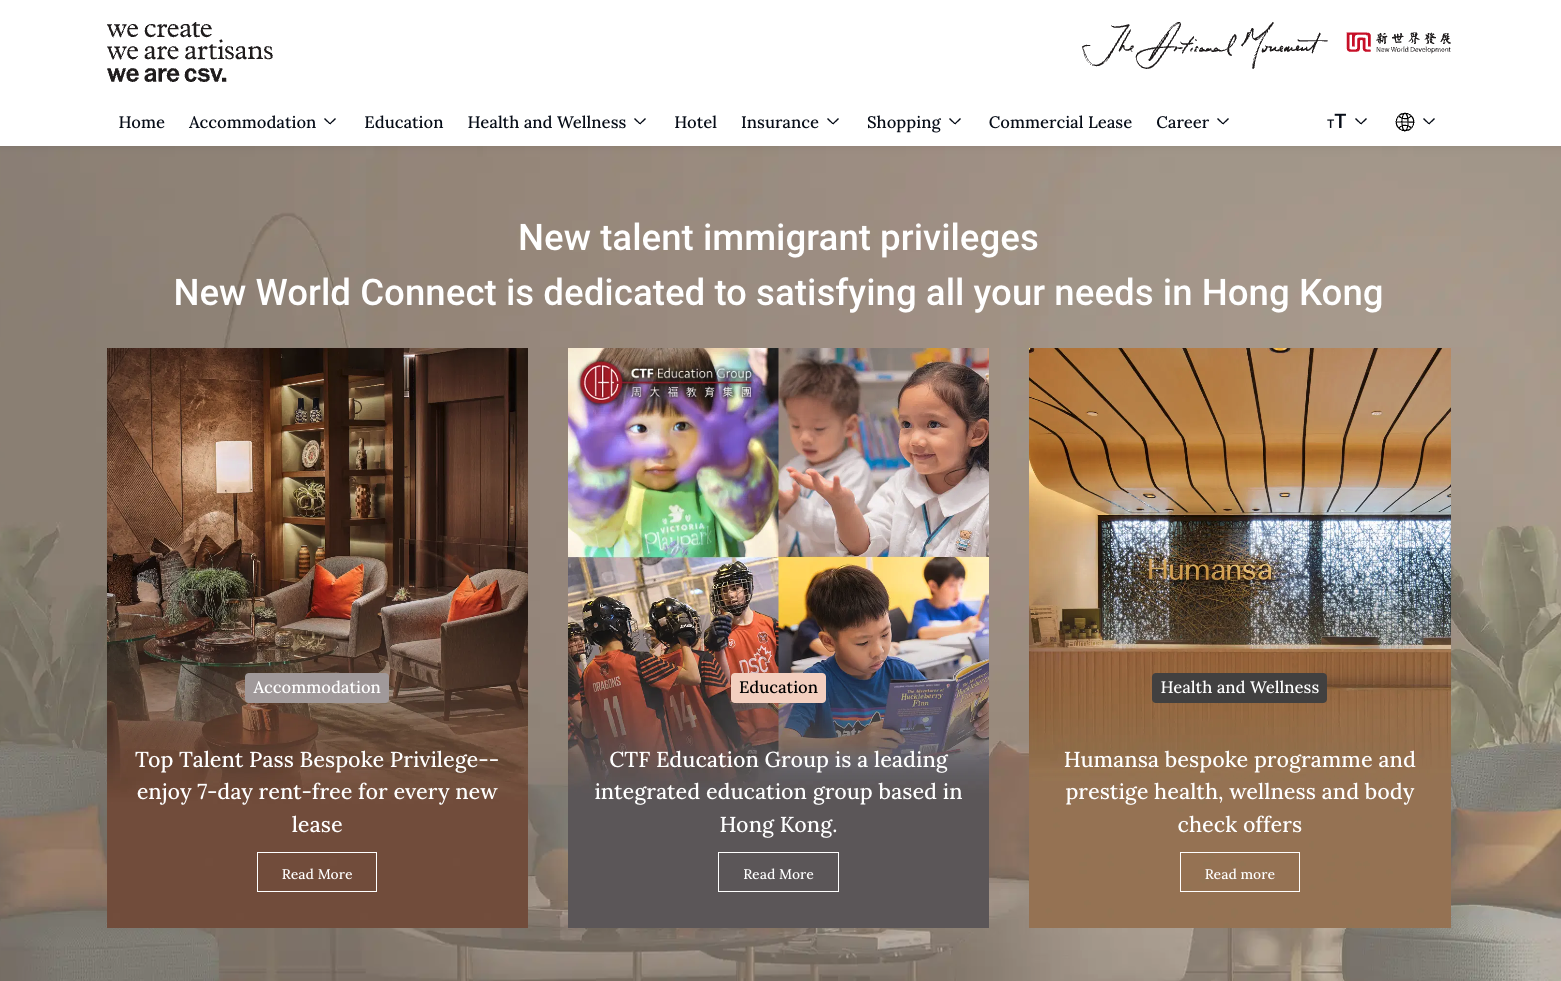 we create
we are artisans
we are csv.
The Artisanal Movement
新世界發展
New World Development
Home Accommodation Education Health and Wellness Hotel Insurance Shopping Commercial Lease Career TT
New talent immigrant privileges
New World Connect is dedicated to satisfying all your needs in Hong Kong
Accommodation
Top Talent Pass Bespoke Privilege--
enjoy 7-day rent-free for every new
lease
Read More
CTF Education Group
周大福教育集團
VICTORIA
Playpark
DRAGONS
11
14
DSC
The Adventures of
Huckleberry
Finn
Education
CTF Education Group is a leading
integrated education group based in
Hong Kong.
Read More
Humansa
Health and Wellness
Humansa bespoke programme and
prestige health, wellness and body
check offers
Read more